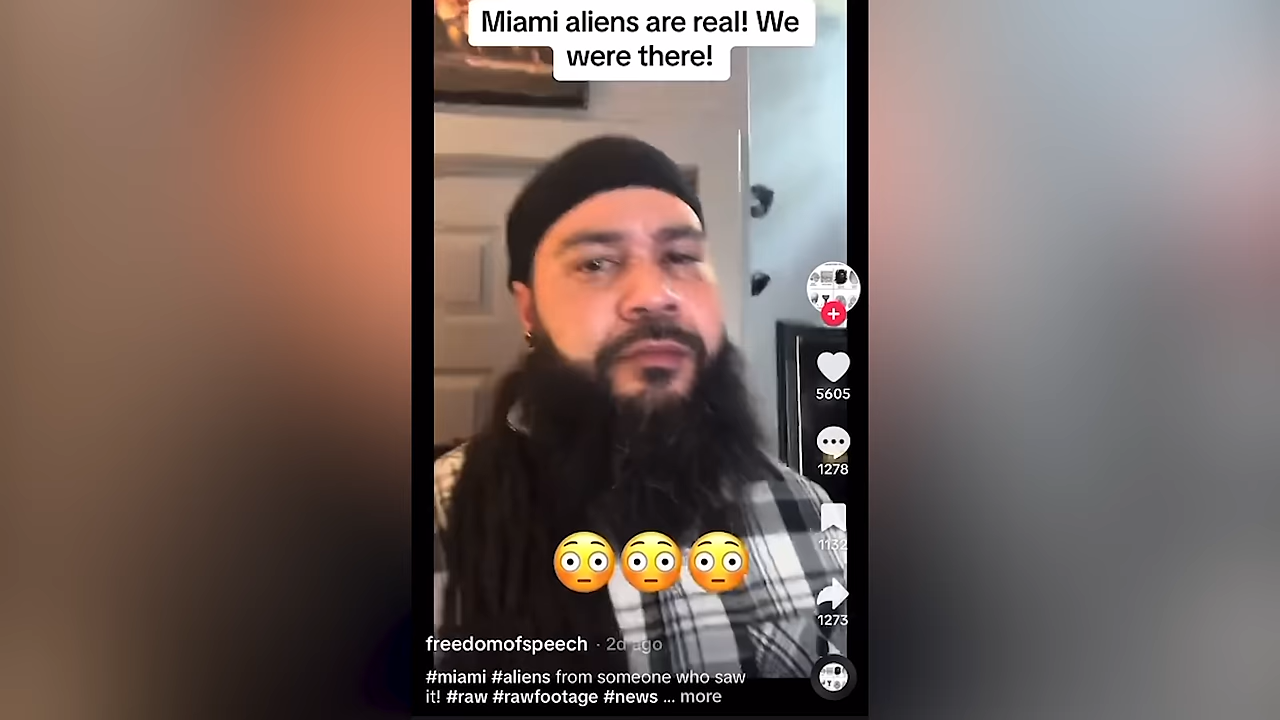 Miami aliens are real! We
were there!
5605
1278
1132
1273
freedomofspeech · 2d ago
#miami #aliens from someone who saw
it! #raw #rawfootage #news ... more